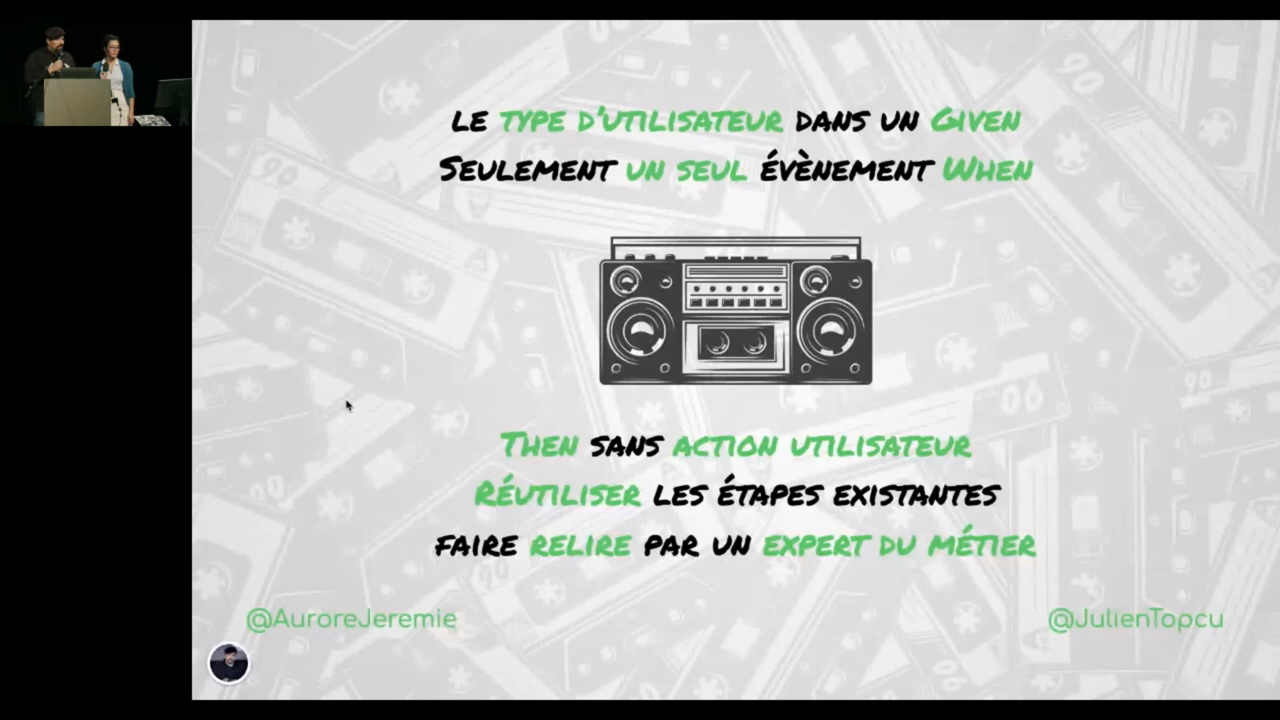 LE TYPE D'UTILISATEUR DANS UN GIVEN
SEULEMENT UN SEUL ÉVÈNEMENT WHEN
THEN SANS ACTION UTILISATEUR
RÉUTILISER LES ÉTAPES EXISTANTES
FAIRE RELIRE PAR UN EXPERT DU MÉTIER
@AuroreJeremie
@JulienTopcu